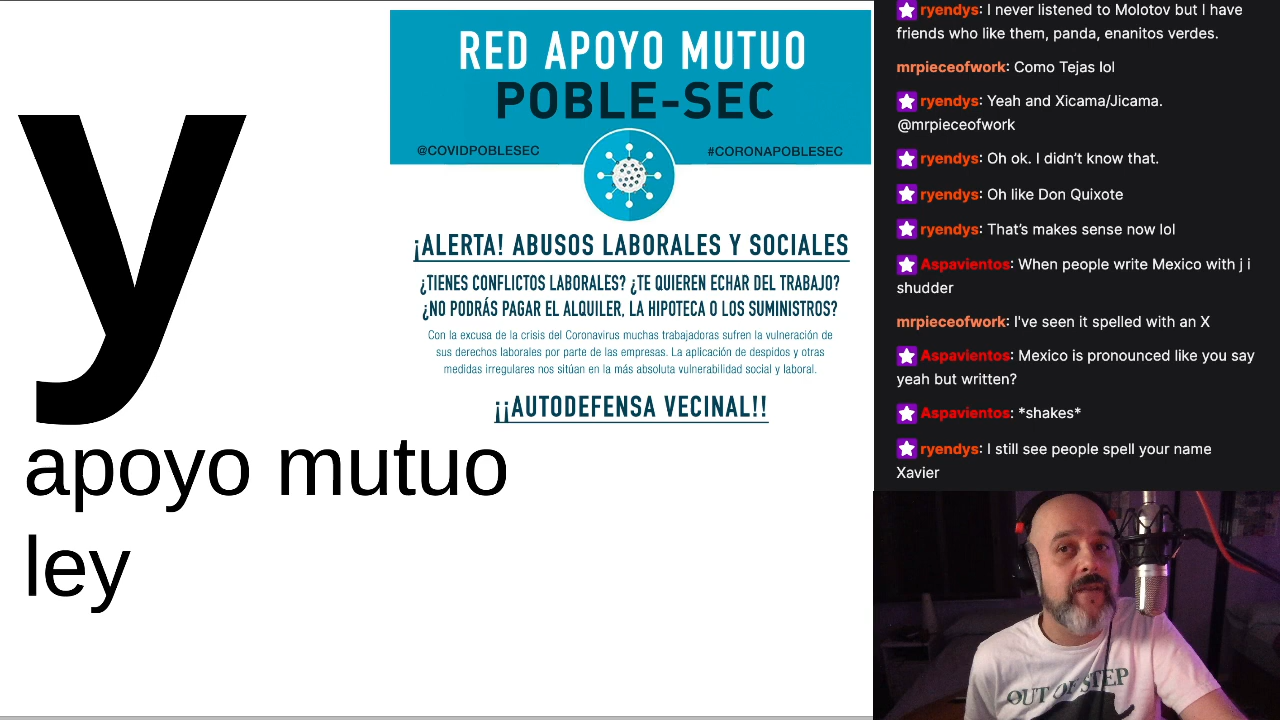 y
apoyo mutuo
ley
RED APOYO MUTUO
POBLE-SEC
@COVIDPOBLESEC
#CORONAPOBLESEC
¡ALERTA! ABUSOS LABORALES Y SOCIALES
¿TIENES CONFLICTOS LABORALES? ¿TE QUIEREN ECHAR DEL TRABAJO?
¿NO PODRÁS PAGAR EL ALQUILER, LA HIPOTECA O LOS SUMINISTROS?
Con la excusa de la crisis del Coronavirus muchas trabajadoras sufren la vulneración de
sus derechos laborales por parte de las empresas. La aplicación de despidos y otras
medidas irregulares nos sitúan en la más absoluta vulnerabilidad social y laboral.
¡¡AUTODEFENSA VECINAL!!
ryendys: I never listened to Molotov but I have
friends who like them, panda, enanitos verdes.
mrpieceofwork: Como Tejas lol
ryendys: Yeah and Xicama/Jicama.
@mrpieceofwork
ryendys: Oh ok. I didn’t know that.
ryendys: Oh like Don Quixote
ryendys: That’s makes sense now lol
Aspavientos: When people write Mexico with j i
shudder
mrpieceofwork: I've seen it spelled with an X
Aspavientos: Mexico is pronounced like you say
yeah but written?
Aspavientos: *shakes*
ryendys: I still see people spell your name
Xavier
OUT OF STEP